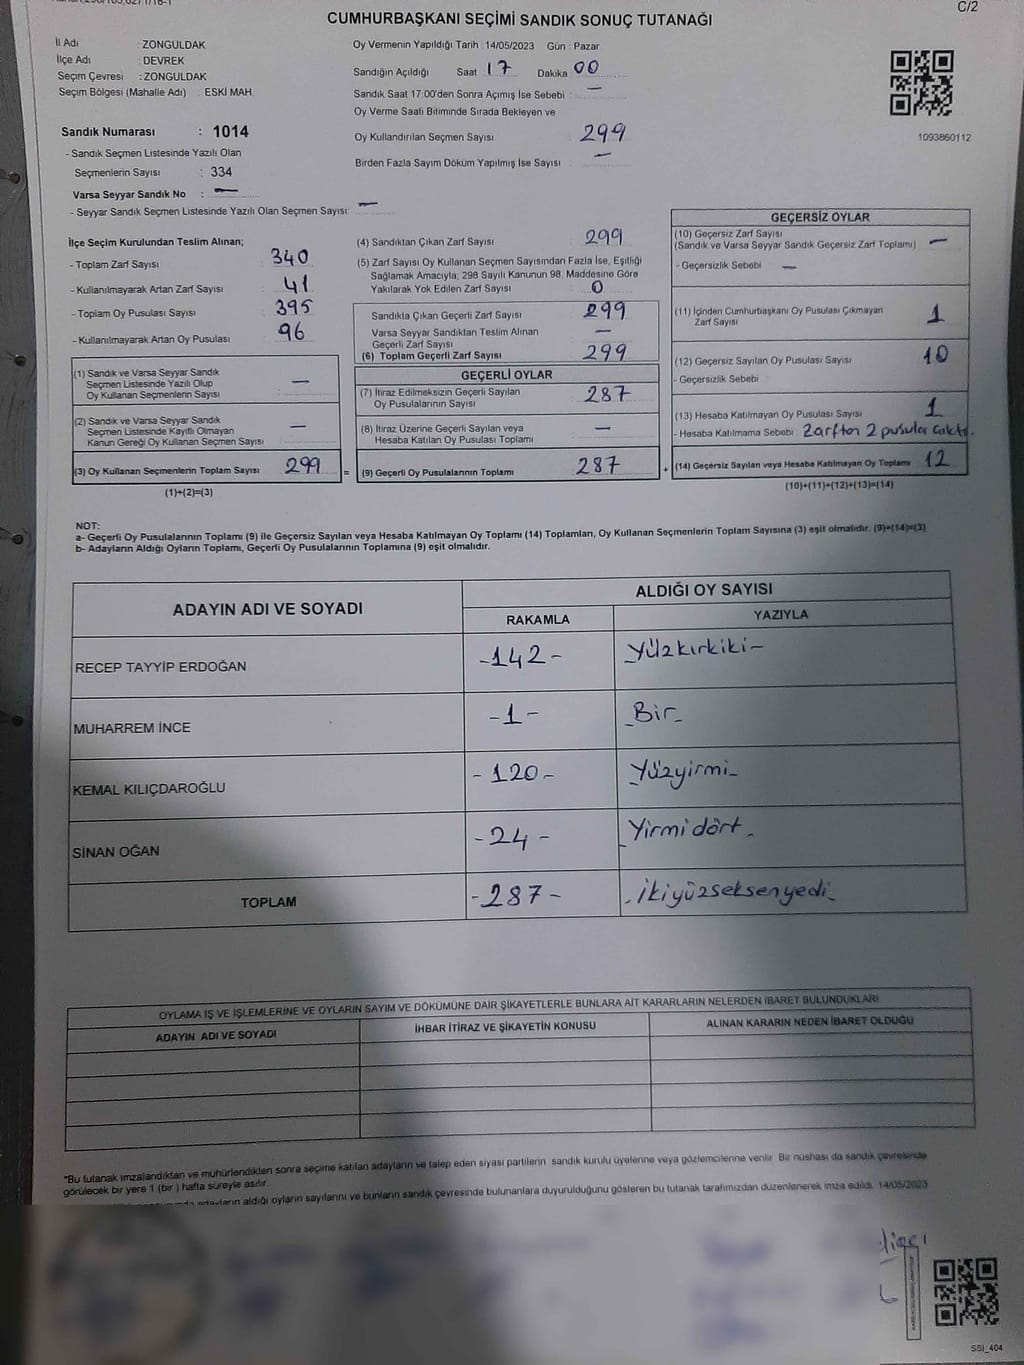 C/2
CUMHURBAŞKANI SEÇİMİ SANDIK SONUÇ TUTANAĞI
İl Adı : ZONGULDAK
İlçe Adı : DEVREK
Seçim Çevresi : ZONGULDAK
Seçim Bölgesi (Mahalle Adı) : ESKİ MAH.
Sandık Numarası : 1014
- Sandık Seçmen Listesinde Yazılı Olan
Seçmenlerin Sayısı : 334
Varsa Seyyar Sandık No : —
- Seyyar Sandık Seçmen Listesinde Yazılı Olan Seçmen Sayısı: —
Oy Vermenin Yapıldığı Tarih : 14/05/2023 Gün : Pazar
Sandığın Açıldığı Saat 17 Dakika 00
Sandık Saat 17:00'den Sonra Açımış İse Sebebi : —
Oy Verme Saati Bitiminde Sırada Bekleyen ve
Oy Kullandırılan Seçmen Sayısı : 299
Birden Fazla Sayım Döküm Yapılmış İse Sayısı : —
1093860112
İlçe Seçim Kurulundan Teslim Alınan;
- Toplam Zarf Sayısı : 340
- Kullanılmayarak Artan Zarf Sayısı : 41
- Toplam Oy Pusulası Sayısı : 395
- Kullanılmayarak Artan Oy Pusulası : 96
(1) Sandık ve Varsa Seyyar Sandık
Seçmen Listesinde Yazılı Olup
Oy Kullanan Seçmenlerin Sayısı : —
(2) Sandık ve Varsa Seyyar Sandık
Seçmen Listesinde Kayıtlı Olmayan
Kanun Gereği Oy Kullanan Seçmen Sayısı : —
(3) Oy Kullanan Seçmenlerin Toplam Sayısı : 299 =
(1)+(2)=(3)
(4) Sandıktan Çıkan Zarf Sayısı : 299
(5) Zarf Sayısı Oy Kullanan Seçmen Sayısından Fazla İse, Eşitliği
Sağlamak Amacıyla; 298 Sayılı Kanunun 98. Maddesine Göre
Yakılarak Yok Edilen Zarf Sayısı : 0
Sandıkta Çıkan Geçerli Zarf Sayısı : 299
Varsa Seyyar Sandıktan Teslim Alınan
Geçerli Zarf Sayısı : —
(6) Toplam Geçerli Zarf Sayısı : 299
GEÇERLİ OYLAR
(7) İtiraz Edilmeksizin Geçerli Sayılan
Oy Pusulalarının Sayısı : 287
(8) İtiraz Üzerine Geçerli Sayılan veya
Hesaba Katılan Oy Pusulası Toplamı : —
(9) Geçerli Oy Pusulalarının Toplamı : 287 +
GEÇERSİZ OYLAR
(10) Geçersiz Zarf Sayısı :
(Sandık ve Varsa Seyyar Sandık Geçersiz Zarf Toplamı) —
- Geçersizlik Sebebi : —
(11) İçinden Cumhurbaşkanı Oy Pusulası Çıkmayan
Zarf Sayısı : 1
(12) Geçersiz Sayılan Oy Pusulası Sayısı : 10
- Geçersizlik Sebebi :
(13) Hesaba Katılmayan Oy Pusulası Sayısı : 1
- Hesaba Katılmama Sebebi : Zarftan 2 pusula çıktı.
(14) Geçersiz Sayılan veya Hesaba Katılmayan Oy Toplamı : 12
(10)+(11)+(12)+(13)=(14)
NOT:
a- Geçerli Oy Pusulalarının Toplamı (9) ile Geçersiz Sayılan veya Hesaba Katılmayan Oy Toplamı (14) Toplamları, Oy Kullanan Seçmenlerin Toplam Sayısına (3) eşit olmalıdır. (9)+(14)=(3)
b- Adayların Aldığı Oyların Toplamı, Geçerli Oy Pusulalarının Toplamına (9) eşit olmalıdır.
ADAYIN ADI VE SOYADI ALDIĞI OY SAYISI
RAKAMLA YAZIYLA
RECEP TAYYİP ERDOĞAN -142- -Yüzkırkiki-
MUHARREM İNCE -1- -Bir-
KEMAL KILIÇDAROĞLU -120- -Yüzyirmi-
SİNAN OĞAN -24- -Yirmidört-
TOPLAM -287- -İkiyüzseksenyedi-
OYLAMA İŞ VE İŞLEMLERİNE VE OYLARIN SAYIM VE DÖKÜMÜNE DAİR ŞİKAYETLERLE BUNLARA AİT KARARLARIN NELERDEN İBARET BULUNDUKLARI
ADAYIN ADI VE SOYADI İHBAR İTİRAZ VE ŞİKAYETİN KONUSU ALINAN KARARIN NEDEN İBARET OLDUĞU
*Bu tutanak imzalandıktan ve mühürlendikten sonra seçime katılan adayların ve talep eden siyasi partilerin sandık kurulu üyelerine veya gözlemcilerine verilir. Bir nüshası da sandık çevresinde
görülecek bir yere 1 (bir) hafta süreyle asılır.
adayların aldığı oyların sayılarını ve bunların sandık çevresinde bulunanlara duyurulduğunu gösteren bu tutanak tarafımızdan düzenlenerek imza edildi. 14/05/2023
SSİ_404